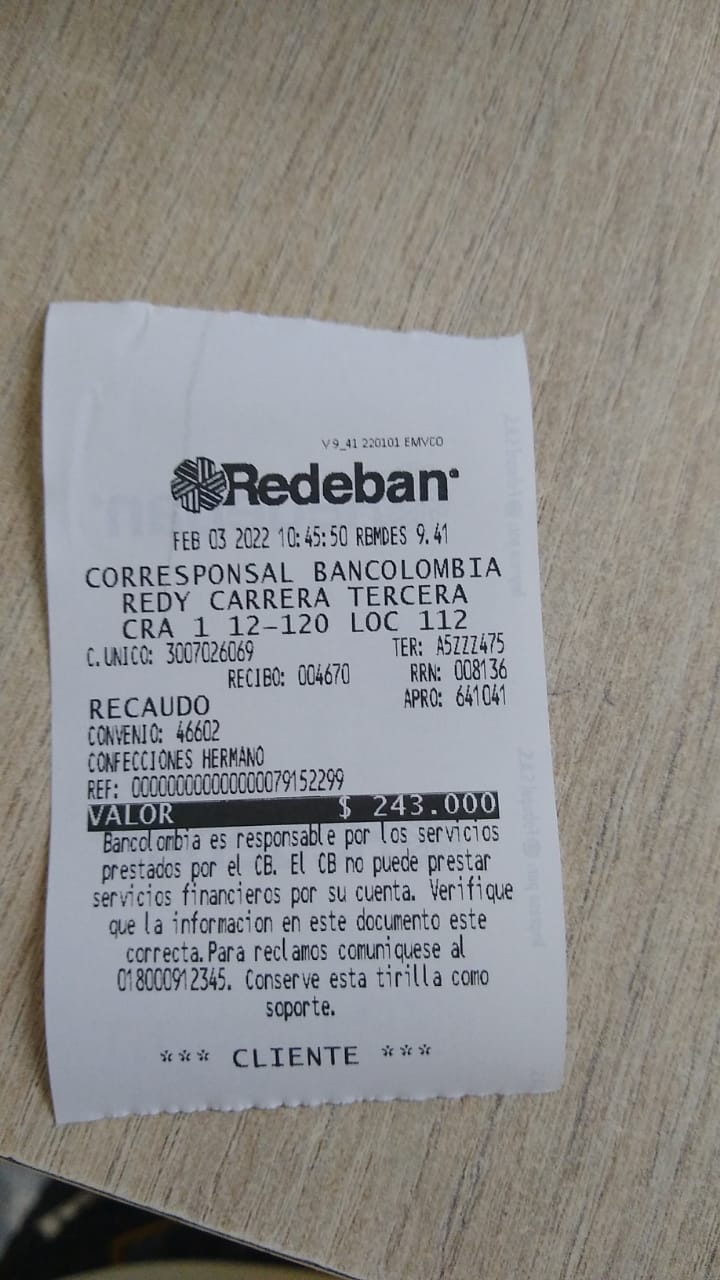 V9_41 220101 EMVCO
Redeban
FEB 03 2022 10:45:50 RBMDES 9.41
CORRESPONSAL BANCOLOMBIA
REDY CARRERA TERCERA
CRA 1 12-120 LOC 112
C.UNICO: 3007026069 TER: A5ZZZ475
RECIBO: 004670 RRN: 008136
RECAUDO APRO: 641041
CONVENIO: 46602
CONFECCIONES HERMANO
REF: 000000000000000079152299
VALOR $ 243.000
Bancolombia es responsable por los servicios
prestados por el CB. El CB no puede prestar
servicios financieros por su cuenta. Verifique
que la informacion en este documento este
correcta.Para reclamos comuniquese al
018000912345. Conserve esta tirilla como
soporte.
*** CLIENTE ***